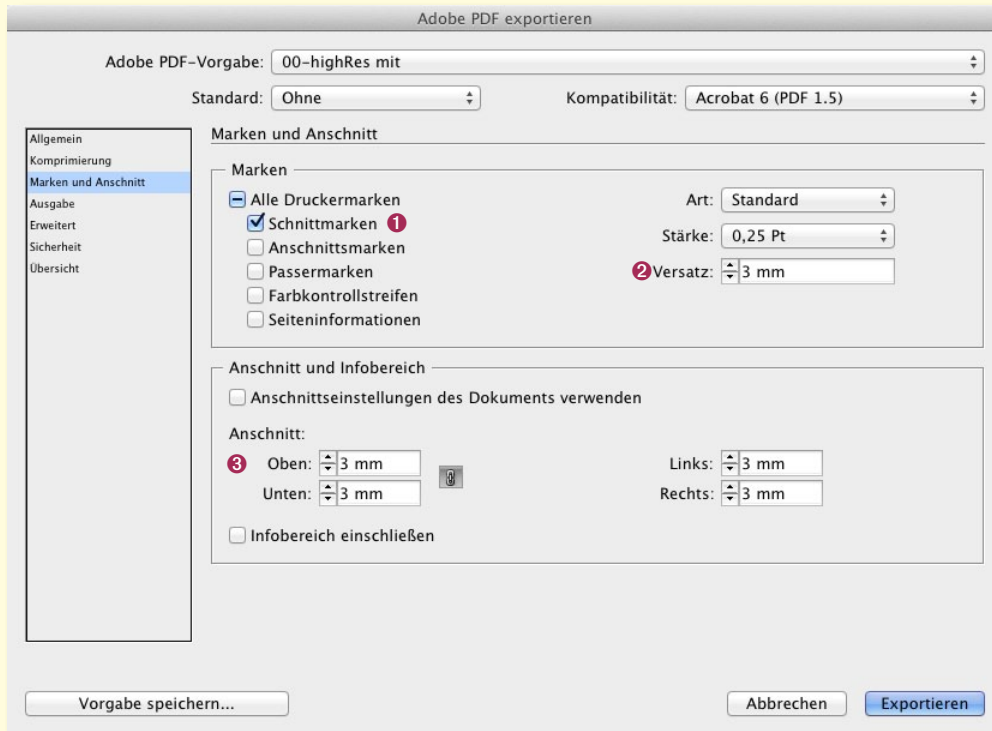 Adobe PDF exportieren
Adobe PDF-Vorgabe: 00-highRes mit
Standard: Ohne Kompatibilität: Acrobat 6 (PDF 1.5)
Allgemein
Komprimierung
Marken und Anschnitt
Ausgabe
Erweitert
Sicherheit
Übersicht
Marken und Anschnitt
Marken
Alle Druckermarken
Schnittmarken ❶
Anschnittsmarken
Passermarken
Farbkontrollstreifen
Seiteninformationen
Art: Standard
Stärke: 0,25 Pt
❷ Versatz: 3 mm
Anschnitt und Infobereich
Anschnittseinstellungen des Dokuments verwenden
Anschnitt:
❸ Oben: 3 mm Links: 3 mm
Unten: 3 mm Rechts: 3 mm
Infobereich einschließen
Vorgabe speichern... Abbrechen Exportieren